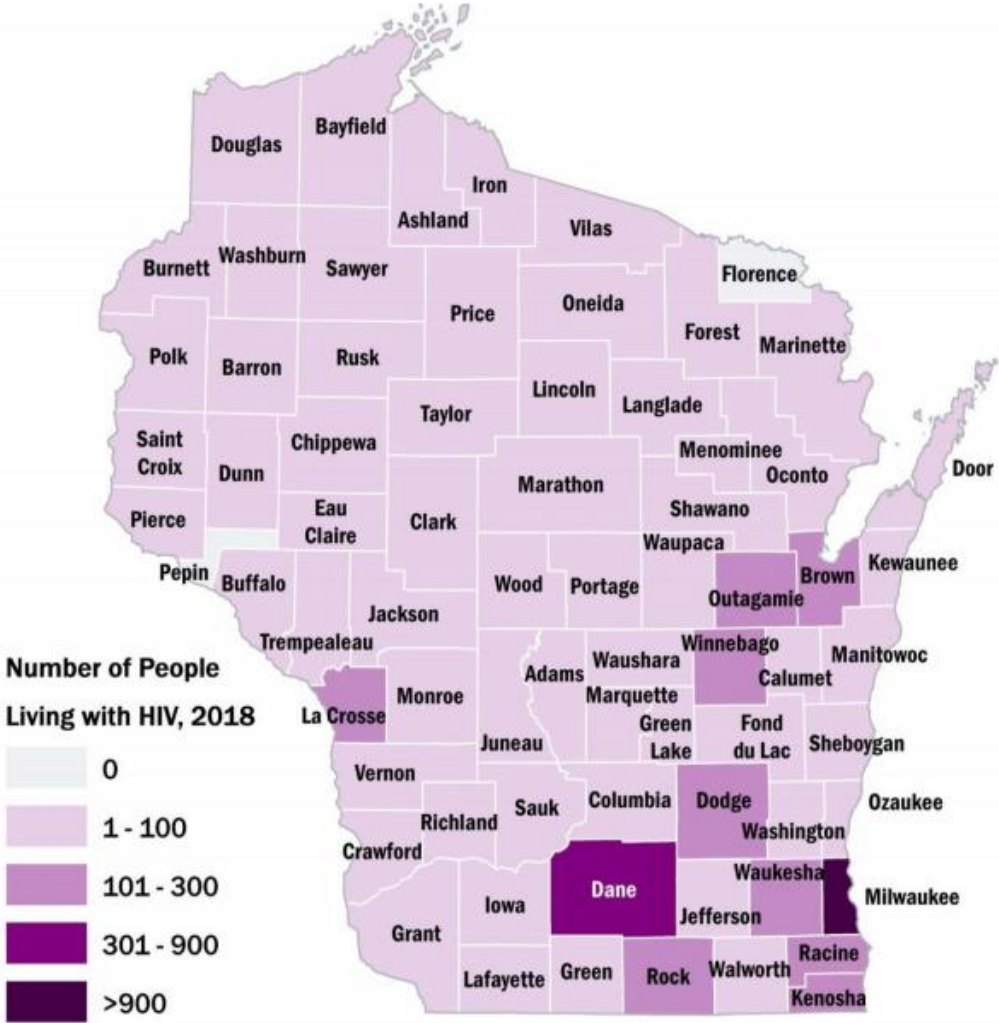 Bayfield
Douglas
Iron
Ashland
Vilas
Washburn
Burnett
Sawyer
Florence
Oneida
Price
Forest
Marinette
Polk
Barron
Rusk
Lincoln
Langlade
Taylor
Saint
Croix
Chippewa
Menominee
Dunn
Oconto
Door
Marathon
Pierce
Eau
Claire
Clark
Shawano
Waupaca
Pepin
Buffalo
Wood
Portage
Outagamie
Brown
Kewaunee
Jackson
Trempealeau
Winnebago
Manitowoc
Waushara
Adams
Calumet
Marquette
Monroe
La Crosse
Green
Lake
Fond
du Lac
Juneau
Sheboygan
Vernon
Sauk
Columbia
Dodge
Ozaukee
Richland
Washington
Crawford
Waukesha
Dane
Milwaukee
Iowa
Jefferson
Grant
Racine
Lafayette
Green
Rock
Walworth
Kenosha
Number of People
Living with HIV, 2018
0
1 - 100
101 - 300
301 - 900
>900